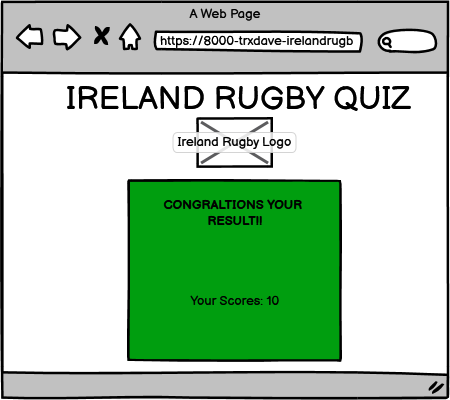 A Web Page
https://8000-trxdave-irelandrugb
IRELAND RUGBY QUIZ
Ireland Rugby Logo
CONGRALTIONS YOUR
RESULT!!
Your Scores: 10